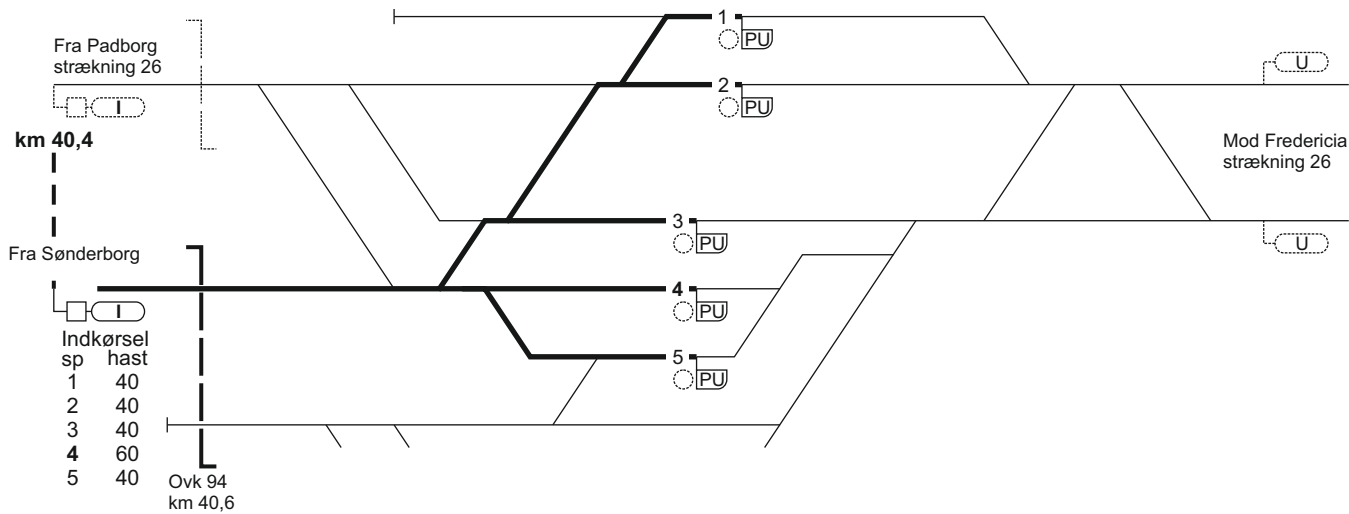 1
PU
Fra Padborg
strækning 26
U
2
I
PU
km 40,4
Mod Fredericia
strækning 26
3
PU
U
Fra Sønderborg
4
I
PU
Indkørsel
sp hast
1 40
2 40
3 40
4 60
5 40
5
PU
Ovk 94
km 40,6